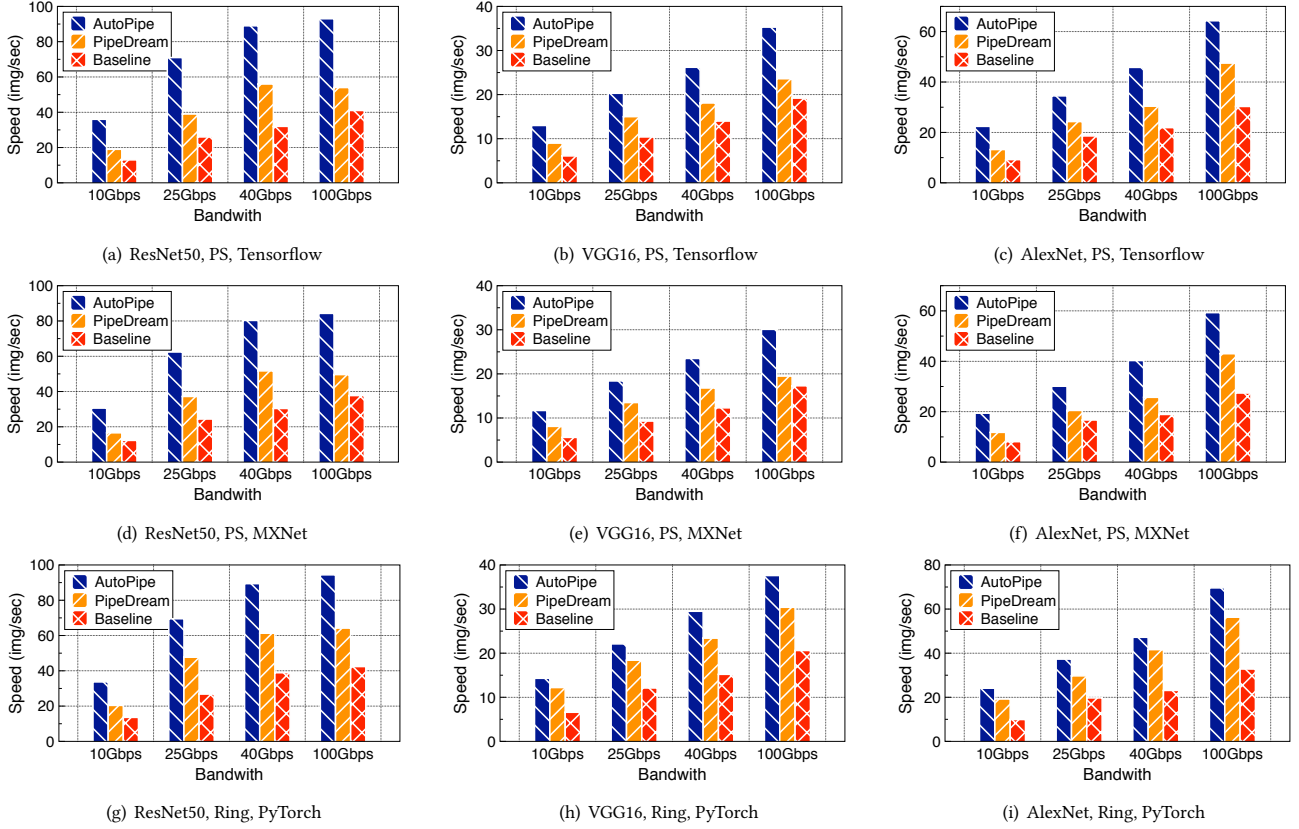 100
80
60
40
20
0
Speed (img/sec)
AutoPipe
PipeDream
Baseline
10Gbps 25Gbps 40Gbps 100Gbps
Bandwith
(a) ResNet50, PS, Tensorflow
40
30
20
10
0
Speed (img/sec)
AutoPipe
PipeDream
Baseline
10Gbps 25Gbps 40Gbps 100Gbps
Bandwith
(b) VGG16, PS, Tensorflow
60
40
20
0
Speed (img/sec)
AutoPipe
PipeDream
Baseline
10Gbps 25Gbps 40Gbps 100Gbps
Bandwith
(c) AlexNet, PS, Tensorflow
100
80
60
40
20
0
Speed (img/sec)
AutoPipe
PipeDream
Baseline
10Gbps 25Gbps 40Gbps 100Gbps
Bandwith
(d) ResNet50, PS, MXNet
40
30
20
10
0
Speed (img/sec)
AutoPipe
PipeDream
Baseline
10Gbps 25Gbps 40Gbps 100Gbps
Bandwith
(e) VGG16, PS, MXNet
60
40
20
0
Speed (img/sec)
AutoPipe
PipeDream
Baseline
10Gbps 25Gbps 40Gbps 100Gbps
Bandwith
(f) AlexNet, PS, MXNet
100
80
60
40
20
0
Speed (img/sec)
AutoPipe
PipeDream
Baseline
10Gbps 25Gbps 40Gbps 100Gbps
Bandwith
(g) ResNet50, Ring, PyTorch
40
30
20
10
0
Speed (img/sec)
AutoPipe
PipeDream
Baseline
10Gbps 25Gbps 40Gbps 100Gbps
Bandwith
(h) VGG16, Ring, PyTorch
80
60
40
20
0
Speed (img/sec)
AutoPipe
PipeDream
Baseline
10Gbps 25Gbps 40Gbps 100Gbps
Bandwith
(i) AlexNet, Ring, PyTorch